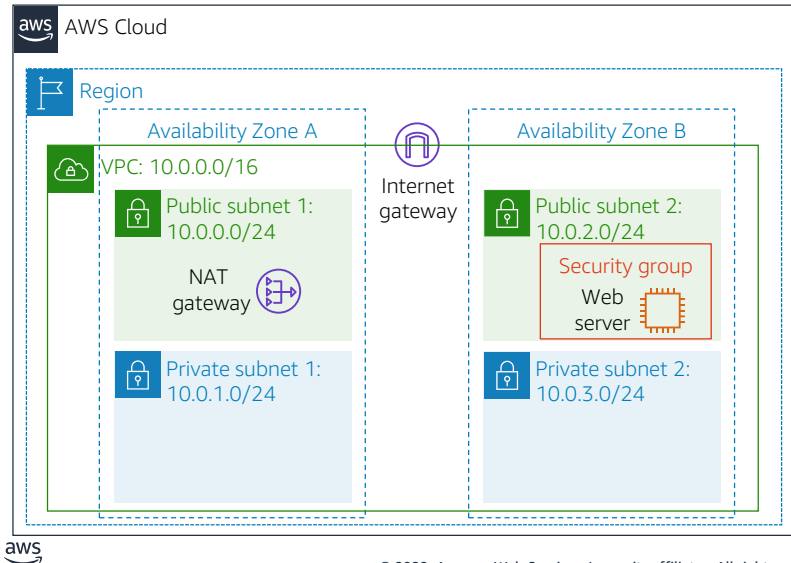 aws
AWS Cloud
Region
Availability Zone A
Availability Zone B
VPC: 10.0.0.0/16
Internet
gateway
Public subnet 1:
10.0.0.0/24
NAT
gateway
Public subnet 2:
10.0.2.0/24
Security group
Web
server
Private subnet 1:
10.0.1.0/24
Private subnet 2:
10.0.3.0/24
aws